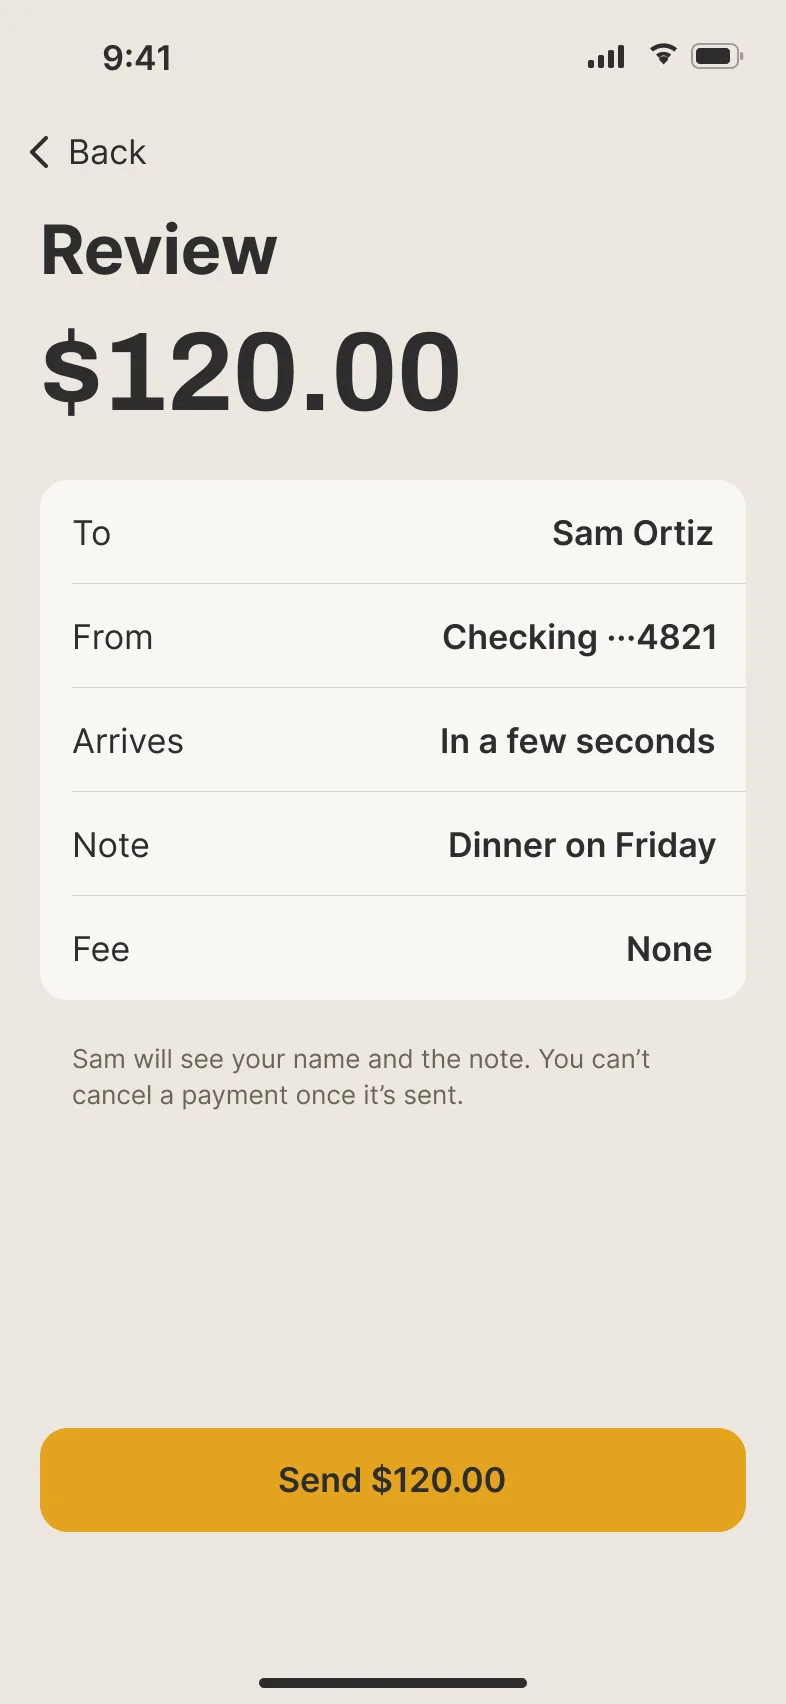 9:41
Back
Review
$120.00
To Sam Ortiz
From Checking ···4821
Arrives In a few seconds
Note Dinner on Friday
Fee None
Sam will see your name and the note. You can’t
cancel a payment once it’s sent.
Send $120.00